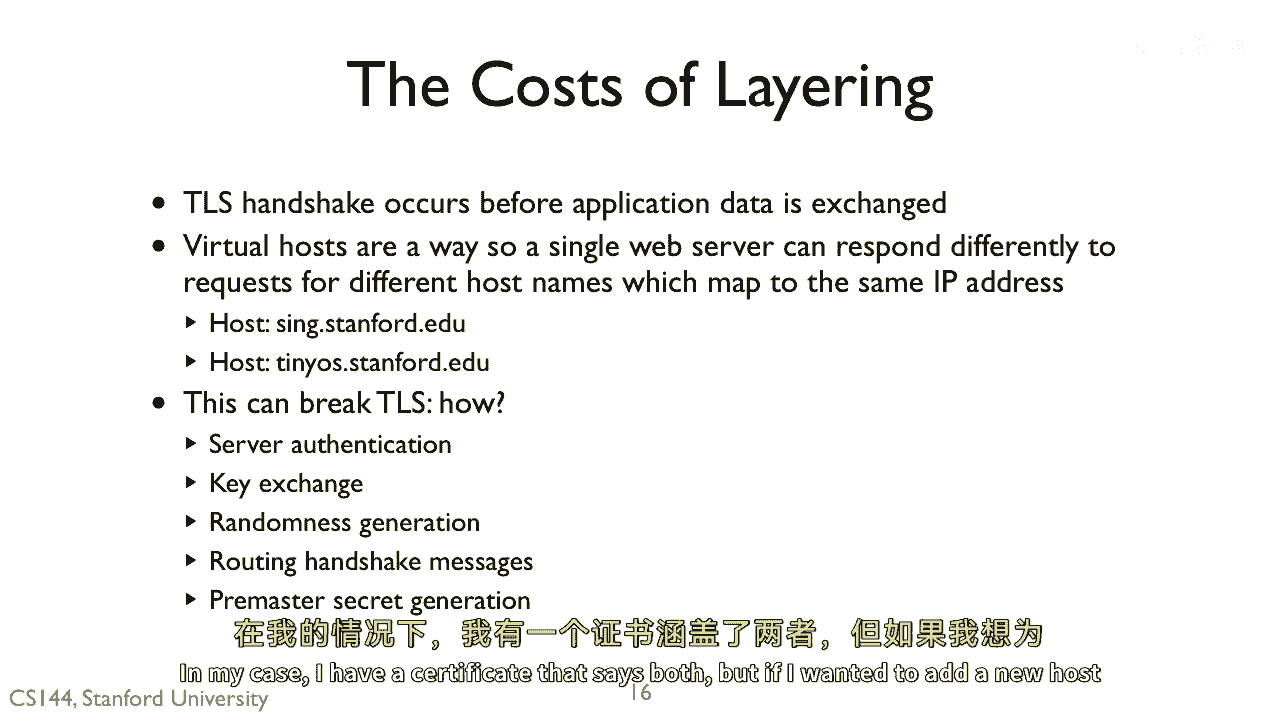 The Costs of Layering
• TLS handshake occurs before application data is exchanged
• Virtual hosts are a way so a single web server can respond differently to
requests for different host names which map to the same IP address
▸ Host: sing.stanford.edu
▸ Host: tinyos.stanford.edu
• This can break TLS: how?
▸ Server authentication
▸ Key exchange
▸ Randomness generation
▸ Routing handshake messages
▸ Premaster secret generation
在我的情况下，我有一个证书涵盖了两者，但如果我想为
In my case, I have a certificate that says both, but if I wanted to add a new host
CS144, Stanford University
16